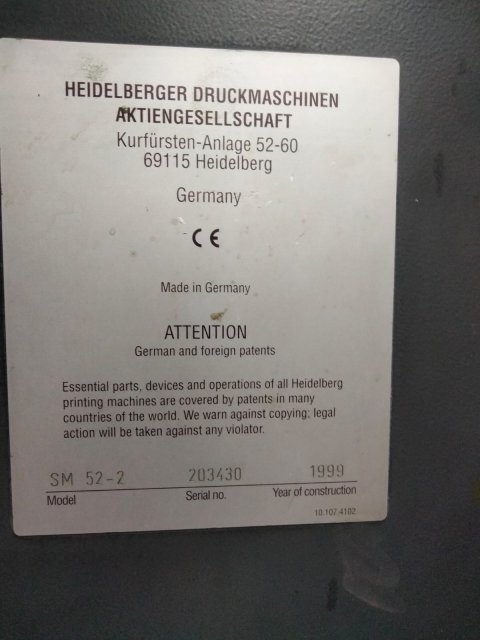 HEIDELBERGER DRUCKMASCHINEN
AKTIENGESELLSCHAFT
Kurfürsten-Anlage 52-60
69115 Heidelberg
Germany
CE
Made in Germany
ATTENTION
German and foreign patents
Essential parts, devices and operations of all Heidelberg
printing machines are covered by patents in many
countries of the world. We warn against copying; legal
action will be taken against any violator.
SM 52-2 203430 1999
Model Serial no. Year of construction
10.107.4102